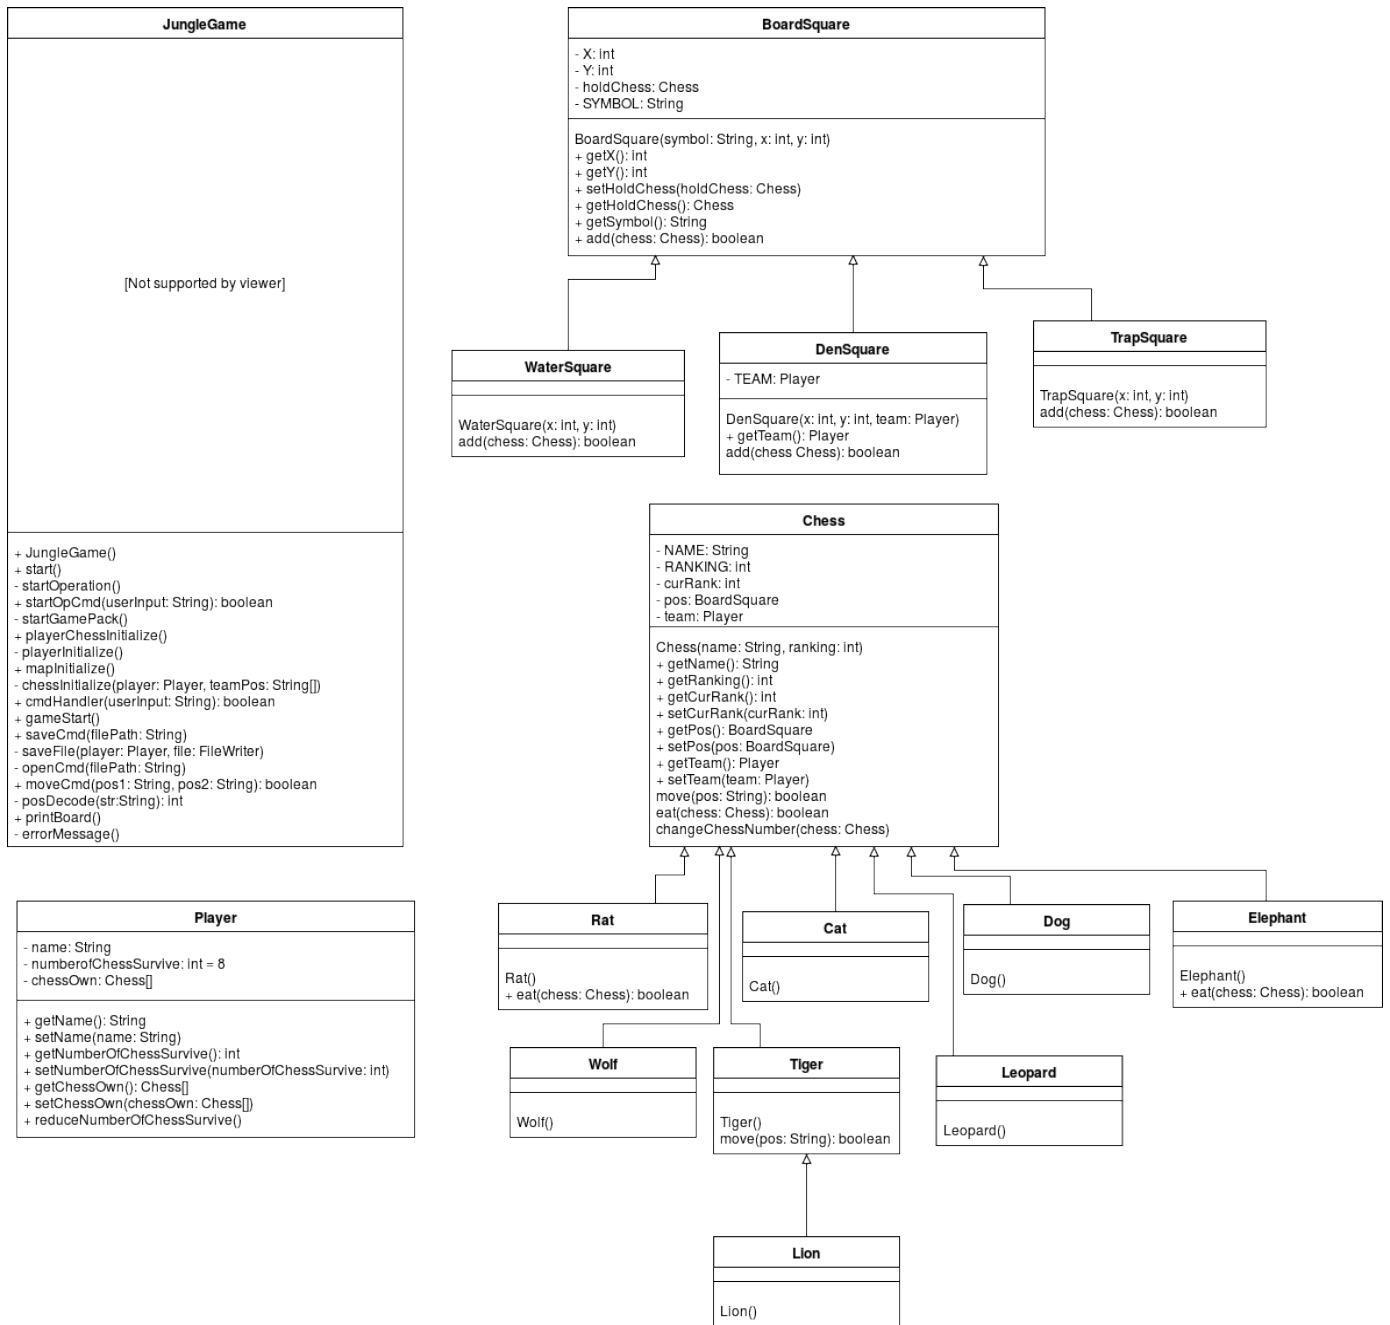 JungleGame
[Not supported by viewer]
+ JungleGame()
+ start()
- startOperation()
+ startOpCmd(userInput: String): boolean
- startGamePack()
+ playerChessInitialize()
- playerInitialize()
+ mapInitialize()
- chessInitialize(player: Player, teamPos: String[])
+ cmdHandler(userInput: String): boolean
+ gameStart()
+ saveCmd(filePath: String)
- saveFile(player: Player, file: FileWriter)
- openCmd(filePath: String)
+ moveCmd(pos1: String, pos2: String): boolean
- posDecode(str:String): int
+ printBoard()
- errorMessage()
BoardSquare
- X: int
- Y: int
- holdChess: Chess
- SYMBOL: String
BoardSquare(symbol: String, x: int, y: int)
+ getX(): int
+ getY(): int
+ setHoldChess(holdChess: Chess)
+ getHoldChess(): Chess
+ getSymbol(): String
+ add(chess: Chess): boolean
WaterSquare
WaterSquare(x: int, y: int)
add(chess: Chess): boolean
DenSquare
- TEAM: Player
DenSquare(x: int, y: int, team: Player)
+ getTeam(): Player
add(chess Chess): boolean
TrapSquare
TrapSquare(x: int, y: int)
add(chess: Chess): boolean
Chess
- NAME: String
- RANKING: int
- curRank: int
- pos: BoardSquare
- team: Player
Chess(name: String, ranking: int)
+ getName(): String
+ getRanking(): int
+ getCurRank(): int
+ setCurRank(curRank: int)
+ getPos(): BoardSquare
+ setPos(pos: BoardSquare)
+ getTeam(): Player
+ setTeam(team: Player)
move(pos: String): boolean
eat(chess: Chess): boolean
changeChessNumber(chess: Chess)
Player
- name: String
- numberofChessSurvive: int = 8
- chessOwn: Chess[]
+ getName(): String
+ setName(name: String)
+ getNumberOfChessSurvive(): int
+ setNumberOfChessSurvive(numberOfChessSurvive: int)
+ getChessOwn(): Chess[]
+ setChessOwn(chessOwn: Chess[])
+ reduceNumberOfChessSurvive()
Rat
Rat()
+ eat(chess: Chess): boolean
Cat
Cat()
Dog
Dog()
Elephant
Elephant()
+ eat(chess: Chess): boolean
Wolf
Wolf()
Tiger
Tiger()
move(pos: String): boolean
Leopard
Leopard()
Lion
Lion()